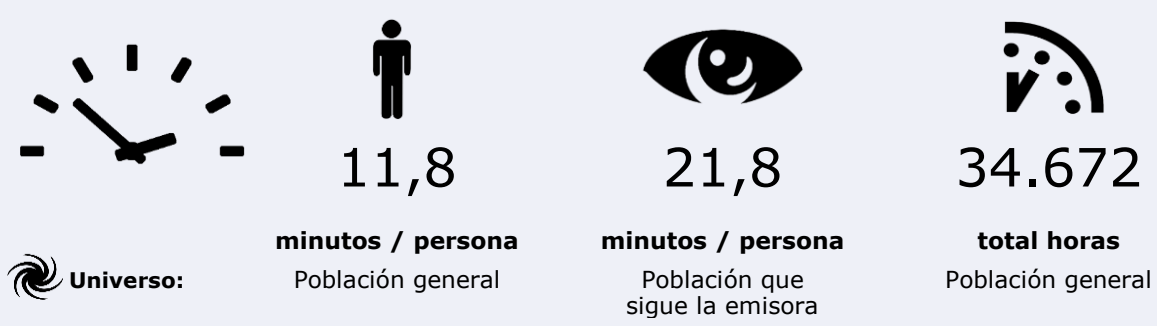 11,8
21,8
34.672
minutos / persona
minutos / persona
total horas
Universo:
Población general
Población que
sigue la emisora
Población general